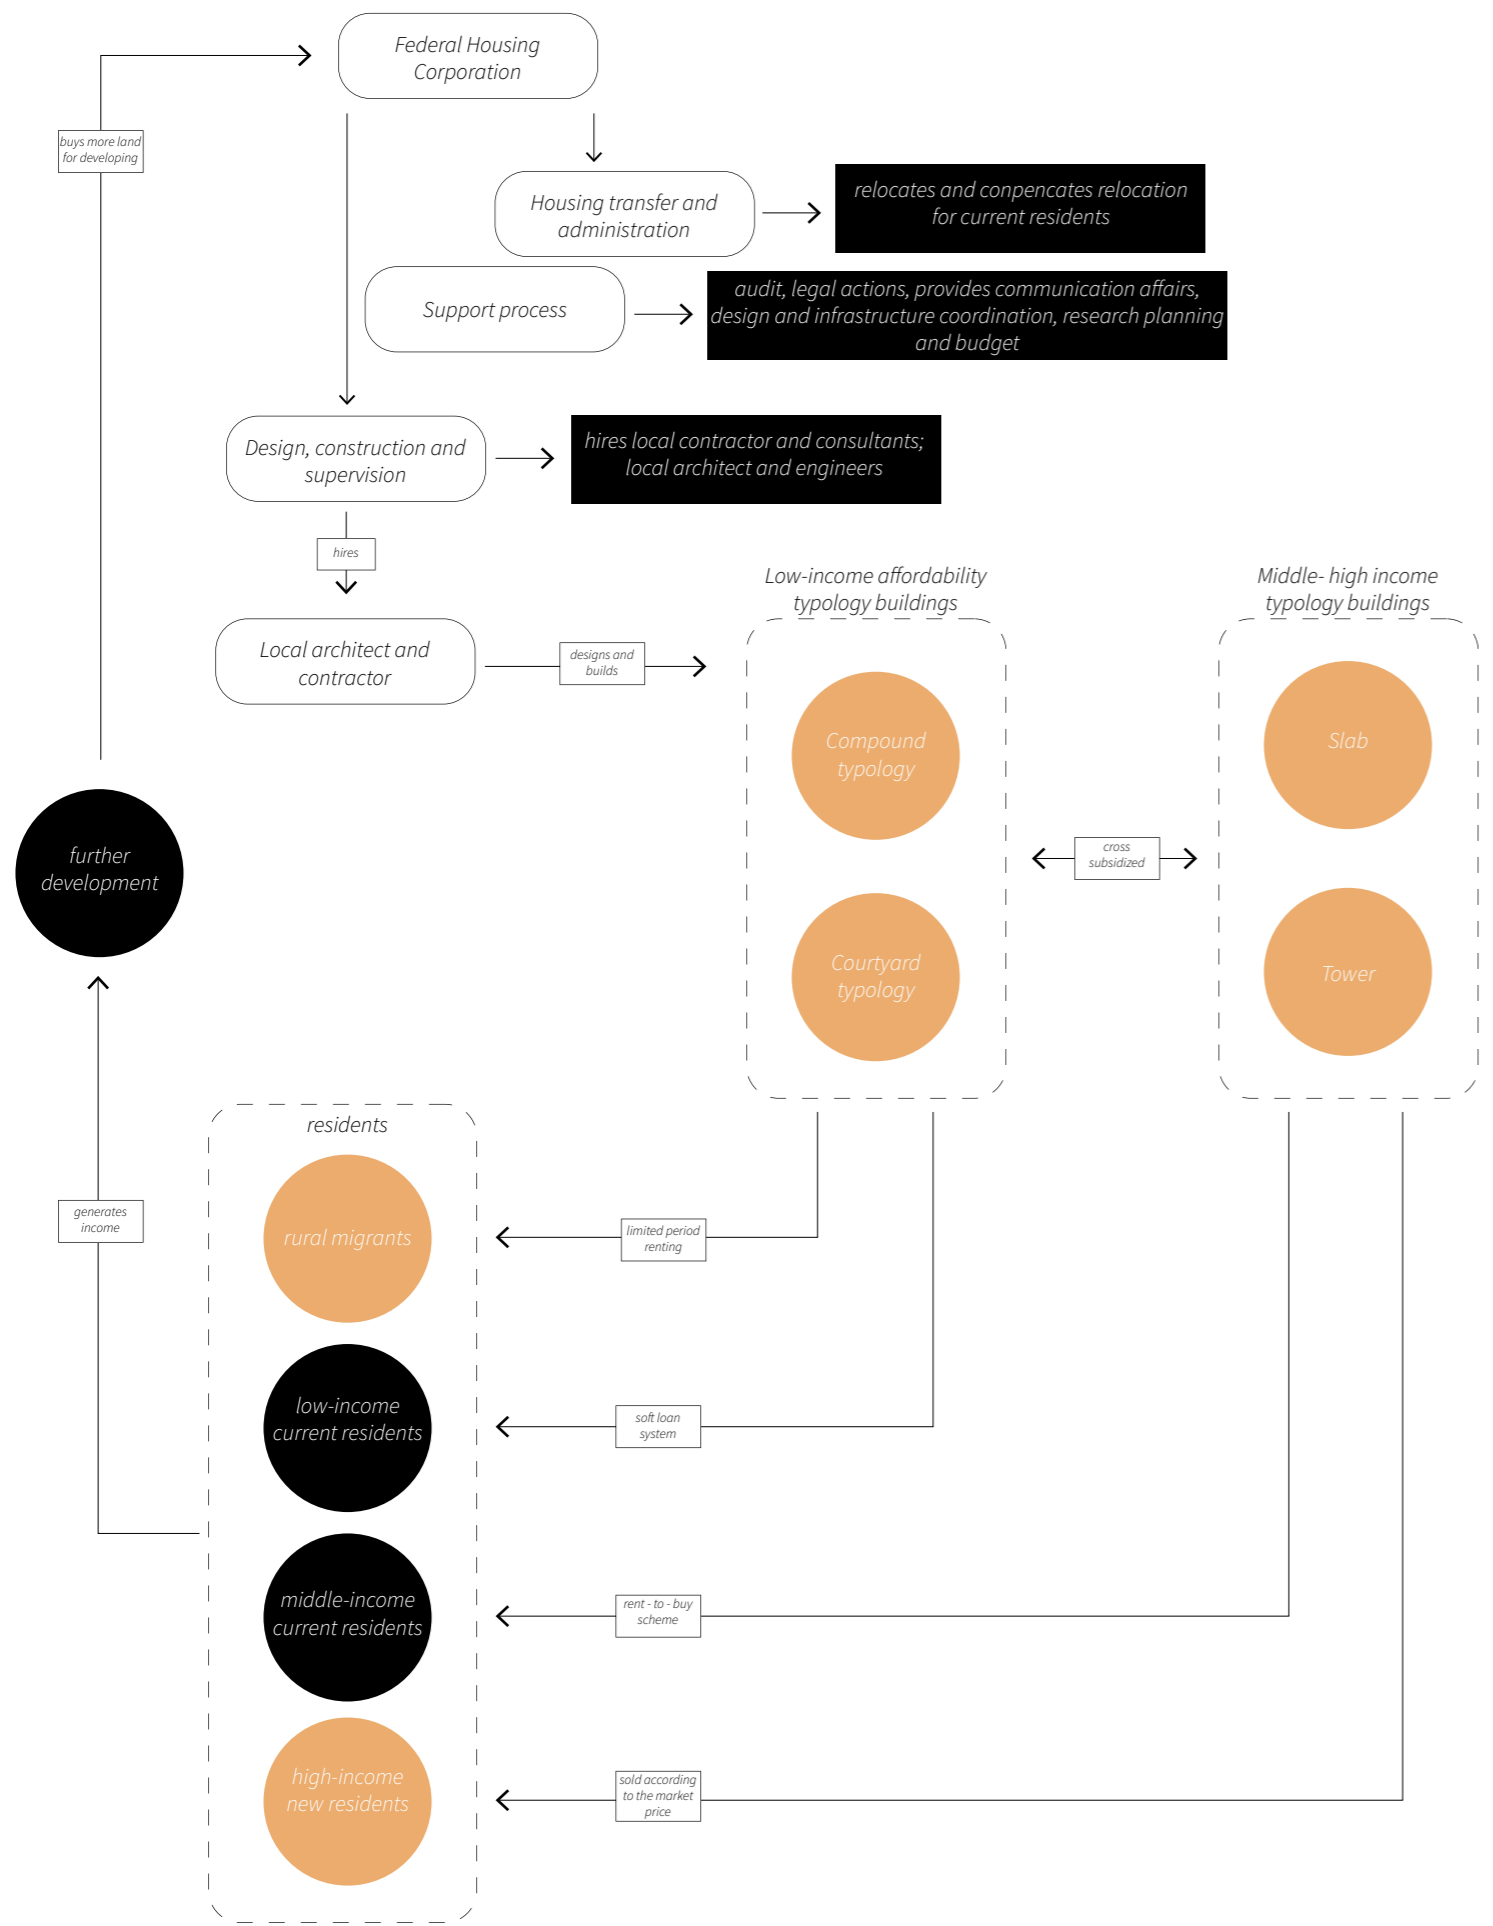 Federal Housing
Corporation
buys more land
for developing
Housing transfer and
administration
relocates and conpencates relocation
for current residents
Support process
audit, legal actions, provides communication affairs,
design and infrastructure coordination, research planning
and budget
Design, construction and
supervision
hires local contractor and consultants;
local architect and engineers
hires
Low-income affordability
typology buildings
Middle- high income
typology buildings
Local architect and
contractor
designs and
builds
Compound
typology
Slab
further
development
cross
subsidized
Courtyard
typology
Tower
residents
generates
income
rural migrants
limited period
renting
low-income
current residents
soft loan
system
middle-income
current residents
rent - to - buy
scheme
high-income
new residents
sold according
to the market
price